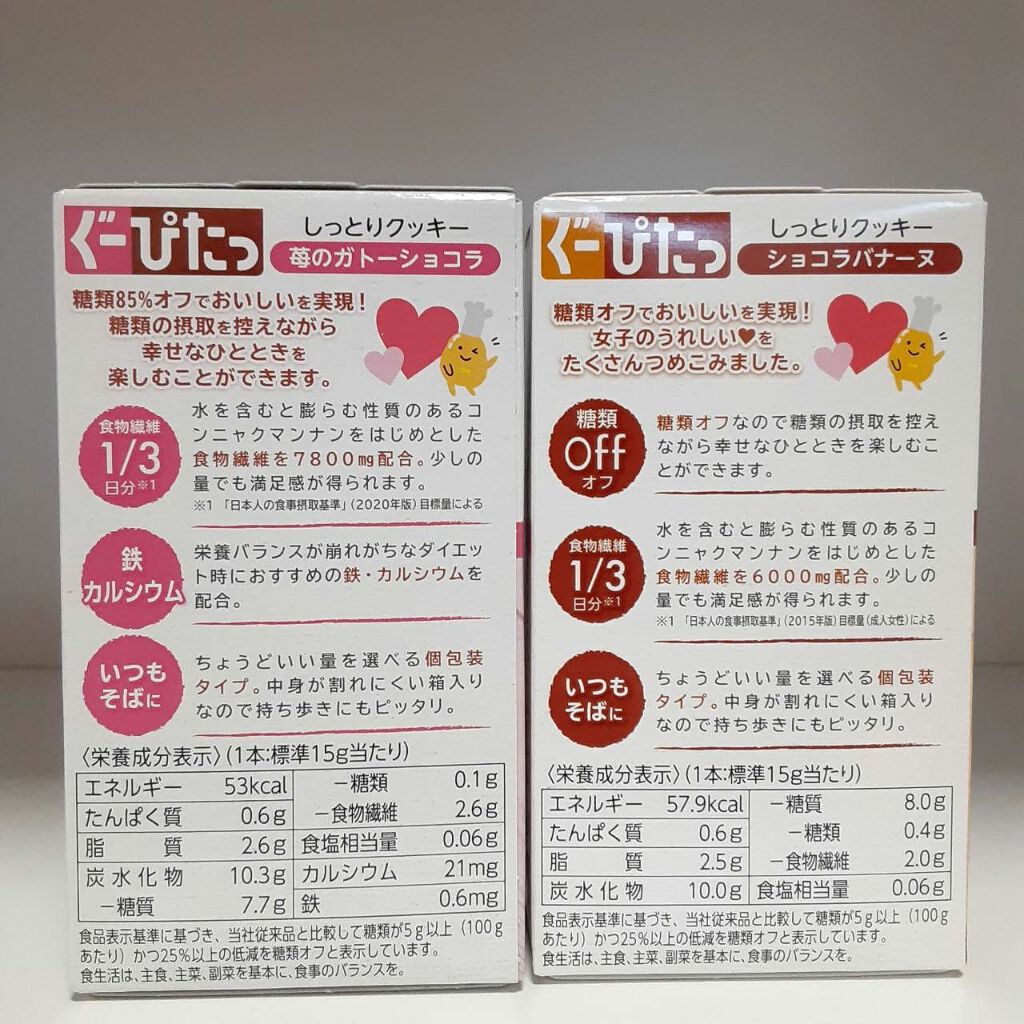 ぐーぴたっ
しっとりクッキー
苺のガトーショコラ
糖類85%オフでおいしいを実現!
糖類の摂取を控えながら
幸せなひとときを
楽しむことができます。
食物繊維
1/3
日分※1
水を含むと膨らむ性質のあるコ
ンニャクマンナンをはじめとした
食物繊維を7800mg配合。少しの
量でも満足感が得られます。
※1 「日本人の食事摂取基準」(2020年版)目標量による
鉄
カルシウム
栄養バランスが崩れがちなダイエッ
ト時におすすめの鉄・カルシウムを
配合。
いつも
そばに
ちょうどいい量を選べる個包装
タイプ。中身が割れにくい箱入り
なので持ち歩きにもピッタリ。
〈栄養成分表示〉(1本:標準15g当たり)
エネルギー 53kcal
たんぱく質 0.6g
脂質 2.6g
炭水化物 10.3g
−糖質 7.7g
−糖類 0.1g
−食物繊維 2.6g
食塩相当量 0.06g
カルシウム 21mg
鉄 0.6mg
食品表示基準に基づき、当社従来品と比較して糖類が5g以上(100g
あたり)かつ25%以上の低減を糖類オフと表示しています。
食生活は、主食、主菜、副菜を基本に、食事のバランスを。
ぐーぴたっ
しっとりクッキー
ショコラバナーヌ
糖類オフでおいしいを実現!
女子のうれしい♥を
たくさんつめこみました。
糖類
Off
オフ
糖類オフなので糖類の摂取を控え
ながら幸せなひとときを楽しむこ
とができます。
食物繊維
1/3
日分※1
水を含むと膨らむ性質のあるコ
ンニャクマンナンをはじめとした
食物繊維を6000mg配合。少しの
量でも満足感が得られます。
※1 「日本人の食事摂取基準」(2015年版)目標量(成人女性)による
いつも
そばに
ちょうどいい量を選べる個包装
タイプ。中身が割れにくい箱入り
なので持ち歩きにもピッタリ。
〈栄養成分表示〉(1本:標準15g当たり)
エネルギー 57.9kcal
たんぱく質 0.6g
脂質 2.5g
炭水化物 10.0g
−糖質 8.0g
−糖類 0.4g
−食物繊維 2.0g
食塩相当量 0.06g
食品表示基準に基づき、当社従来品と比較して糖類が5g以上(100g
あたり)かつ25%以上の低減を糖類オフと表示しています。
食生活は、主食、主菜、副菜を基本に、食事のバランスを。